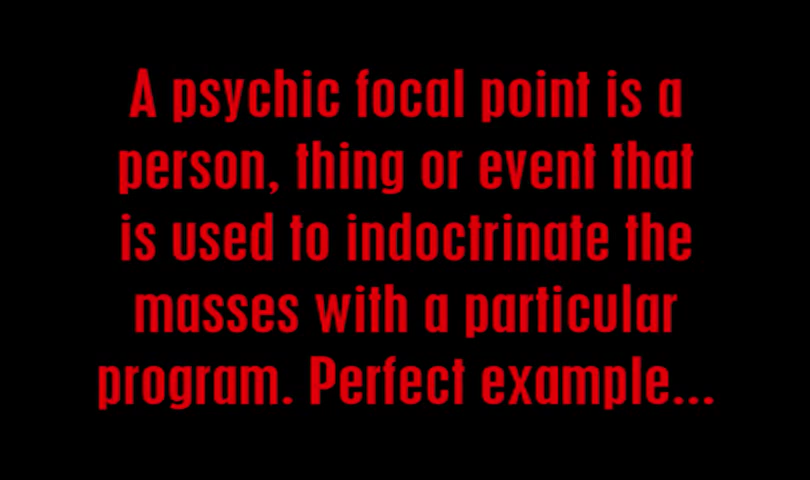 A psychic focal point is a
person, thing or event that
is used to indoctrinate the
masses with a particular
program. Perfect example...